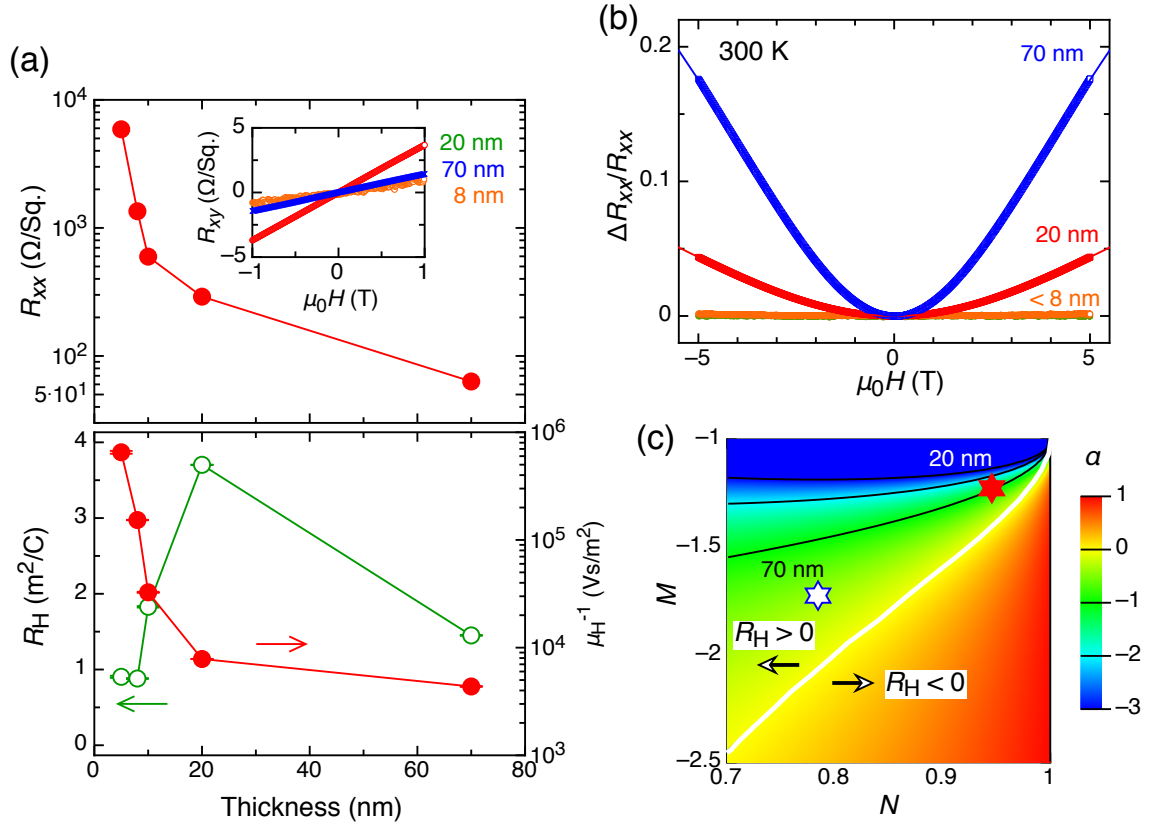 (a)
10⁴
10³
10²
5·10¹
R_xx (Ω/Sq.)
5
0
−5
R_xy (Ω/Sq.)
−1 0 1
μ₀H (T)
20 nm
70 nm
8 nm
4
3
2
1
0
R_H (m²/C)
10⁶
10⁵
10⁴
10³
μ_H⁻¹ (Vs/m²)
0 20 40 60 80
Thickness (nm)
(b)
300 K
70 nm
20 nm
< 8 nm
0.2
0.1
0
ΔR_xx/R_xx
−5 0 5
μ₀H (T)
(c)
−1
−1.5
−2
−2.5
M
20 nm
70 nm
R_H > 0
R_H < 0
0.7 0.8 0.9 1
N
α
1
0
−1
−2
−3